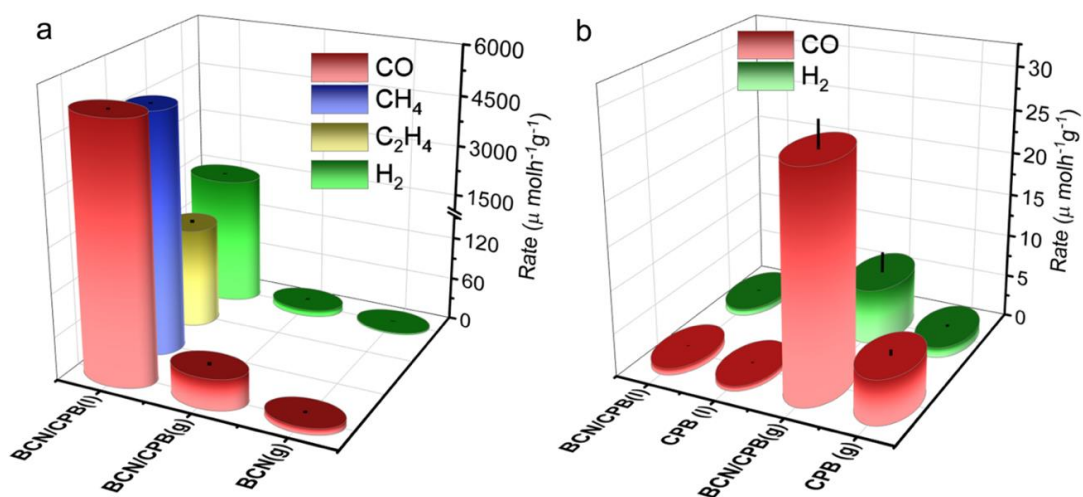 a
CO
CH4
C2H4
H2
6000
4500
3000
1500
120
60
0
Rate (μ molh-1g-1)
BCN/CPB(l)
BCN/CPB(g)
BCN(g)
b
CO
H2
30
25
20
15
10
5
0
Rate (μ molh-1g-1)
BCN/CPB(l)
CPB (l)
BCN/CPB(g)
CPB (g)